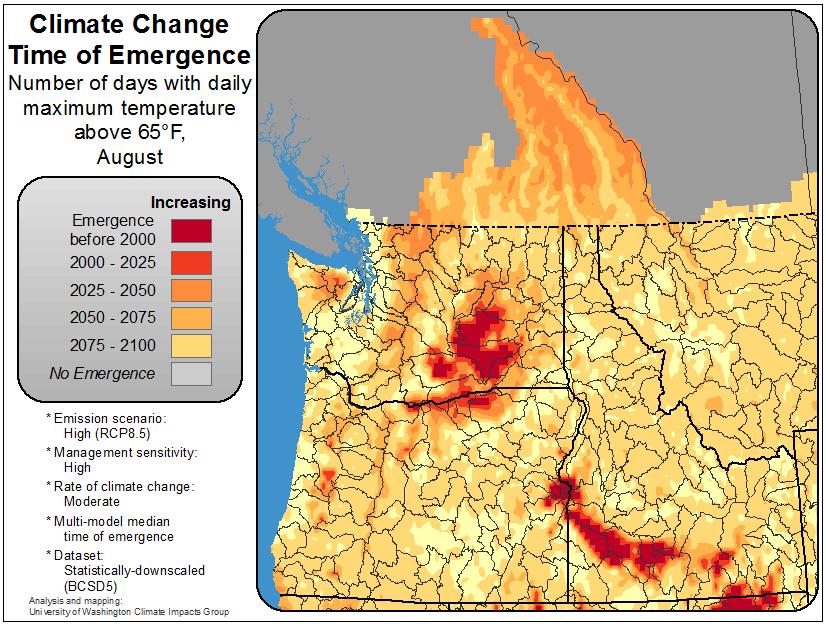 Climate Change
Time of Emergence
Number of days with daily
maximum temperature
above 65°F,
August
Increasing
Emergence
before 2000
2000 - 2025
2025 - 2050
2050 - 2075
2075 - 2100
No Emergence
* Emission scenario:
High (RCP8.5)
* Management sensitivity:
High
* Rate of climate change:
Moderate
* Multi-model median
time of emergence
* Dataset:
Statistically-downscaled
(BCSD5)
Analysis and mapping:
University of Washington Climate Impacts Group